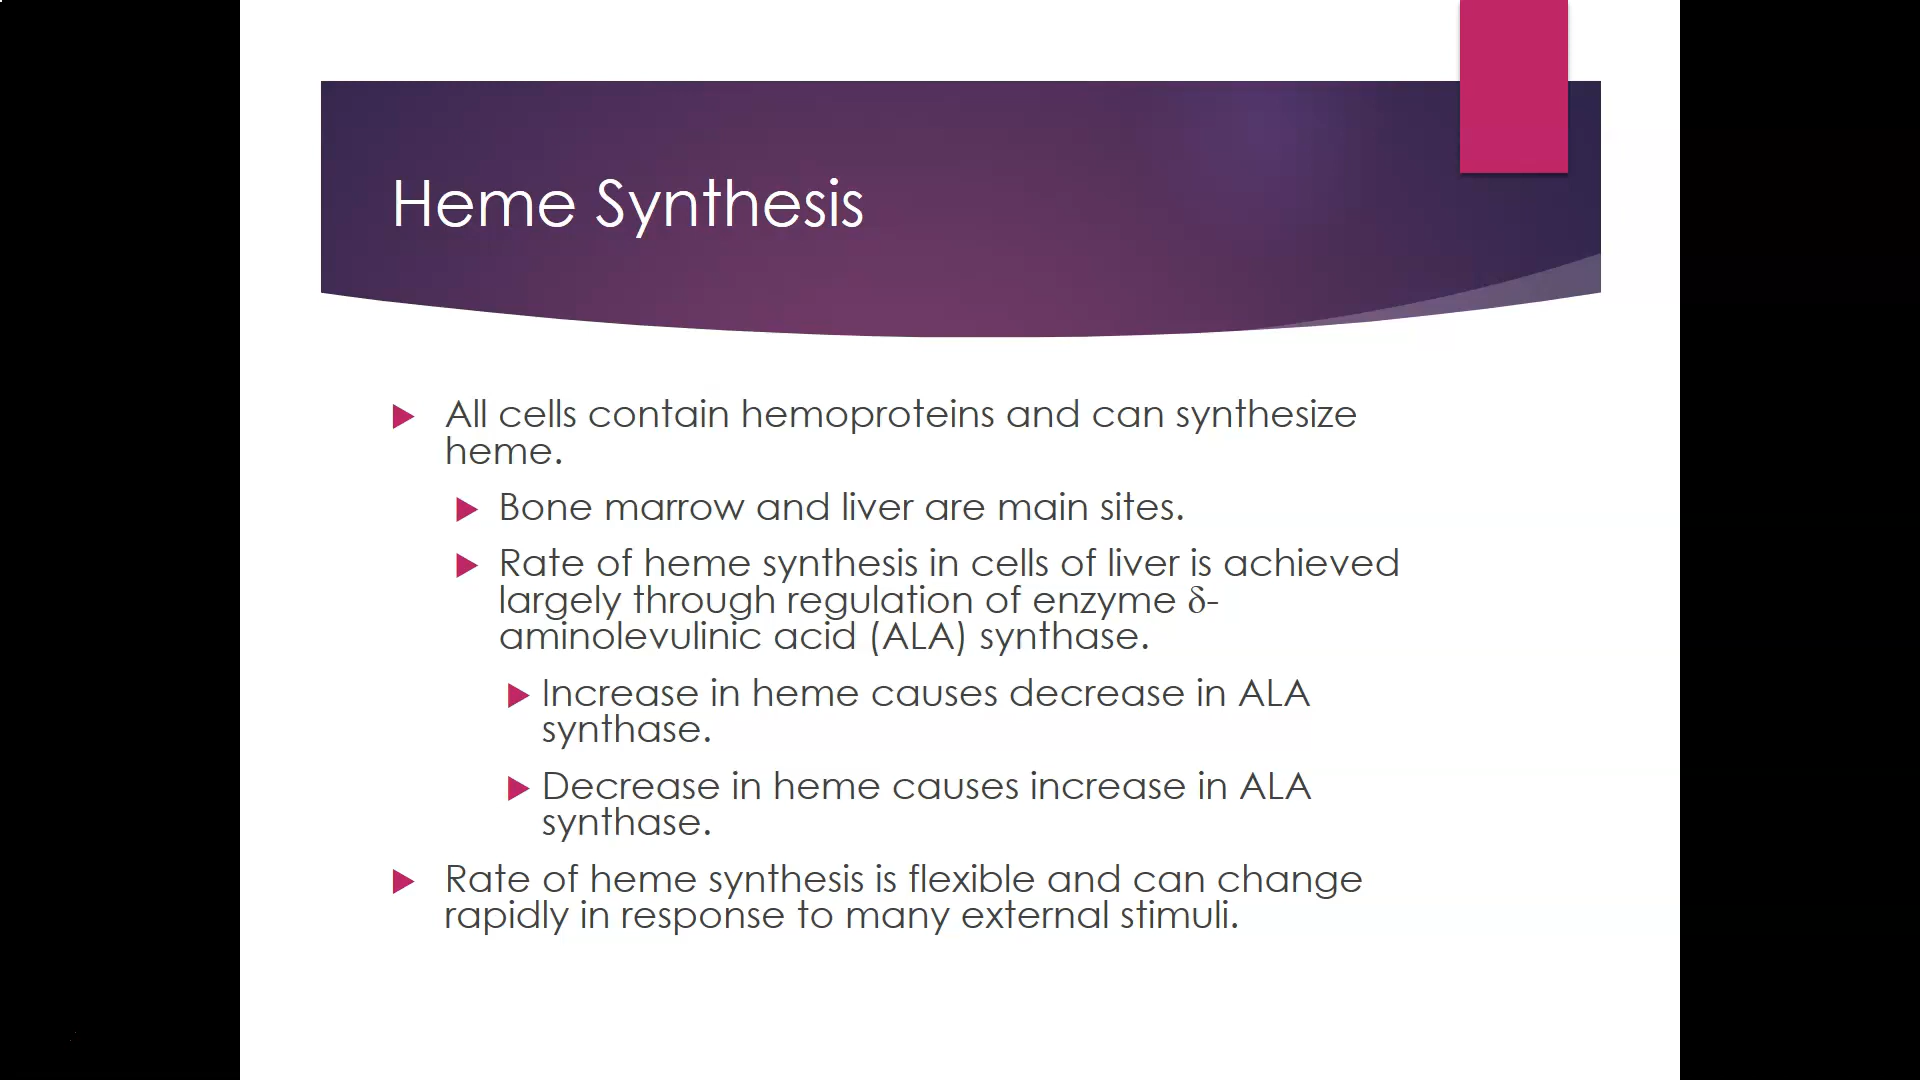 Heme Synthesis
All cells contain hemoproteins and can synthesize
heme.
Bone marrow and liver are main sites.
Rate of heme synthesis in cells of liver is achieved
largely through regulation of enzyme δ-
aminolevulinic acid (ALA) synthase.
Increase in heme causes decrease in ALA
synthase.
Decrease in heme causes increase in ALA
synthase.
Rate of heme synthesis is flexible and can change
rapidly in response to many external stimuli.